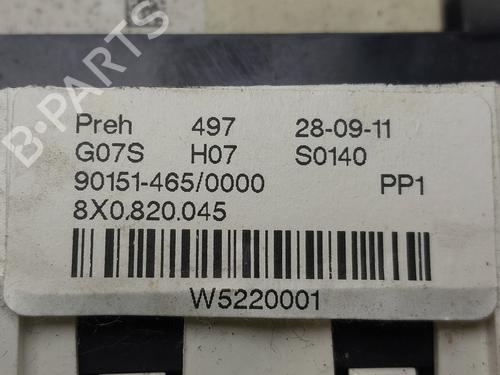 B-PARTS
Preh 497 28-09-11
G07S H07 S0140
90151-465/0000 PP1
8X0.820.045
W5220001